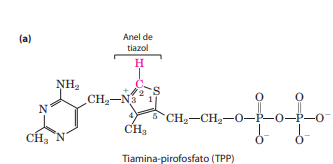 (a)
Anel de
tiazol
H
C
NH₂
N
CH₂
N
+
3
2
1
S
4
5
CH₂—CH₂—O—P—O—P—O⁻
O
O
O⁻
O⁻
CH₃
CH₃
N
Tiamina-pirofosfato (TPP)